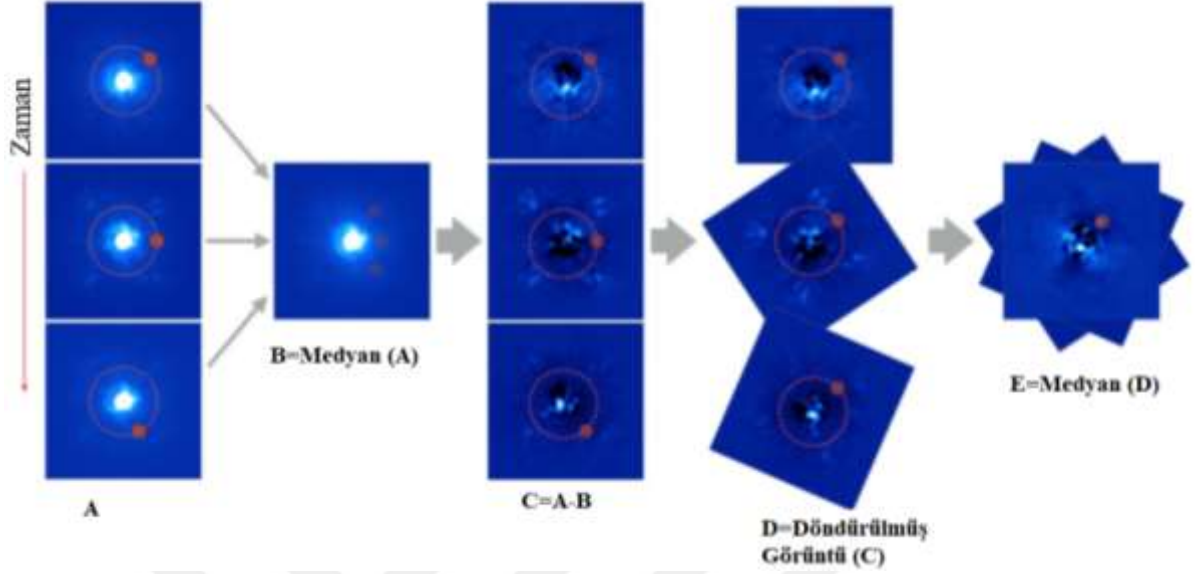 Zaman
A
B=Medyan (A)
C=A-B
D=Döndürülmüş
Görüntü (C)
E=Medyan (D)